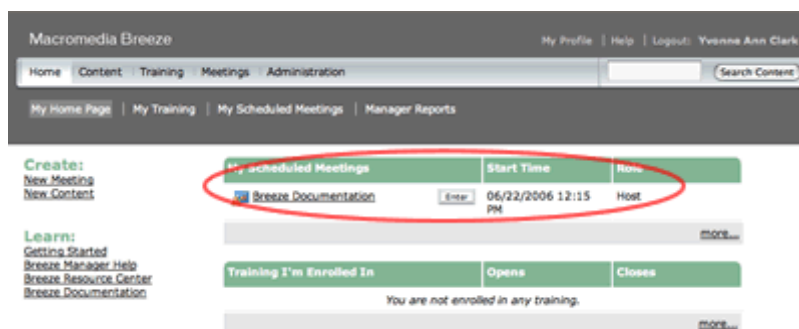 Macromedia Breeze
My Profile | Help | Logout: Yvonne Ann Clark
Home Content Training Meetings Administration
Search Content
My Home Page | My Training | My Scheduled Meetings | Manager Reports
Create:
New Meeting
New Content
Learn:
Getting Started
Breeze Manager Help
Breeze Resource Center
Breeze Documentation
My Scheduled Meetings Start Time Role
Breeze Documentation Enter 06/22/2006 12:15
PM Host
more...
Training I'm Enrolled In Opens Closes
You are not enrolled in any training.
more...